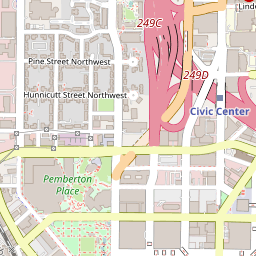 249C
Linde
Pine Street Northwest
249D
Hunnicutt Street Northwest
Civic Center
Pemberton
Place